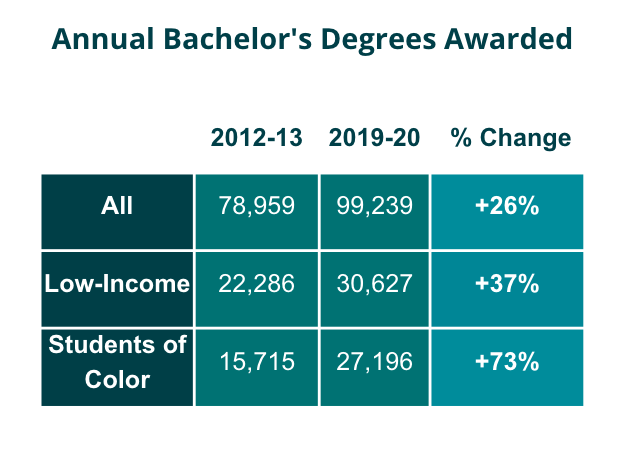 Annual Bachelor's Degrees Awarded
2012-13 2019-20 % Change
All 78,959 99,239 +26%
Low-Income 22,286 30,627 +37%
Students of
Color 15,715 27,196 +73%